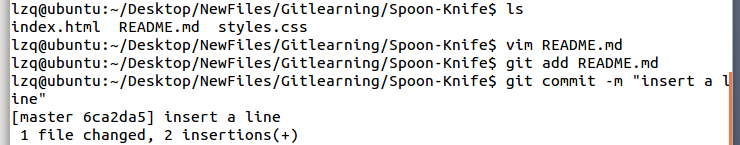 lzq@ubuntu:~/Desktop/NewFiles/Gitlearning/Spoon-Knife$ ls
index.html  README.md  styles.css
lzq@ubuntu:~/Desktop/NewFiles/Gitlearning/Spoon-Knife$ vim README.md
lzq@ubuntu:~/Desktop/NewFiles/Gitlearning/Spoon-Knife$ git add README.md
lzq@ubuntu:~/Desktop/NewFiles/Gitlearning/Spoon-Knife$ git commit -m "insert a l
ine"
[master 6ca2da5] insert a line
 1 file changed, 2 insertions(+)